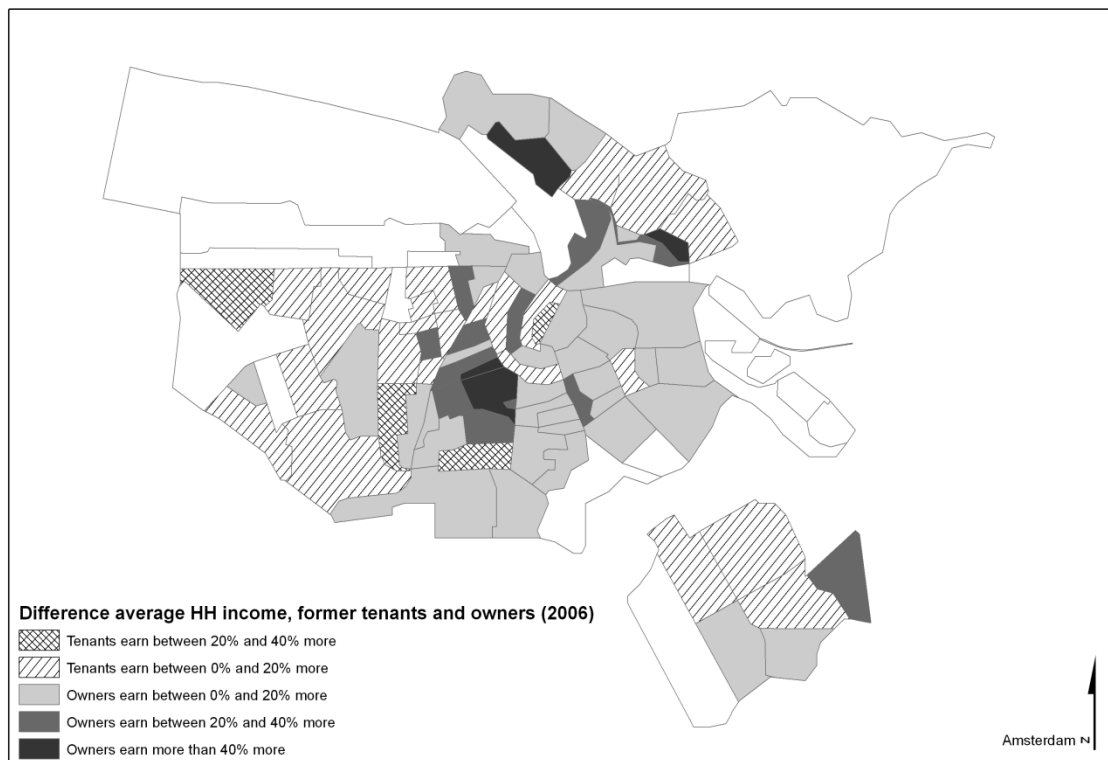 Difference average HH income, former tenants and owners (2006)
Tenants earn between 20% and 40% more
Tenants earn between 0% and 20% more
Owners earn between 0% and 20% more
Owners earn between 20% and 40% more
Owners earn more than 40% more
Amsterdam N